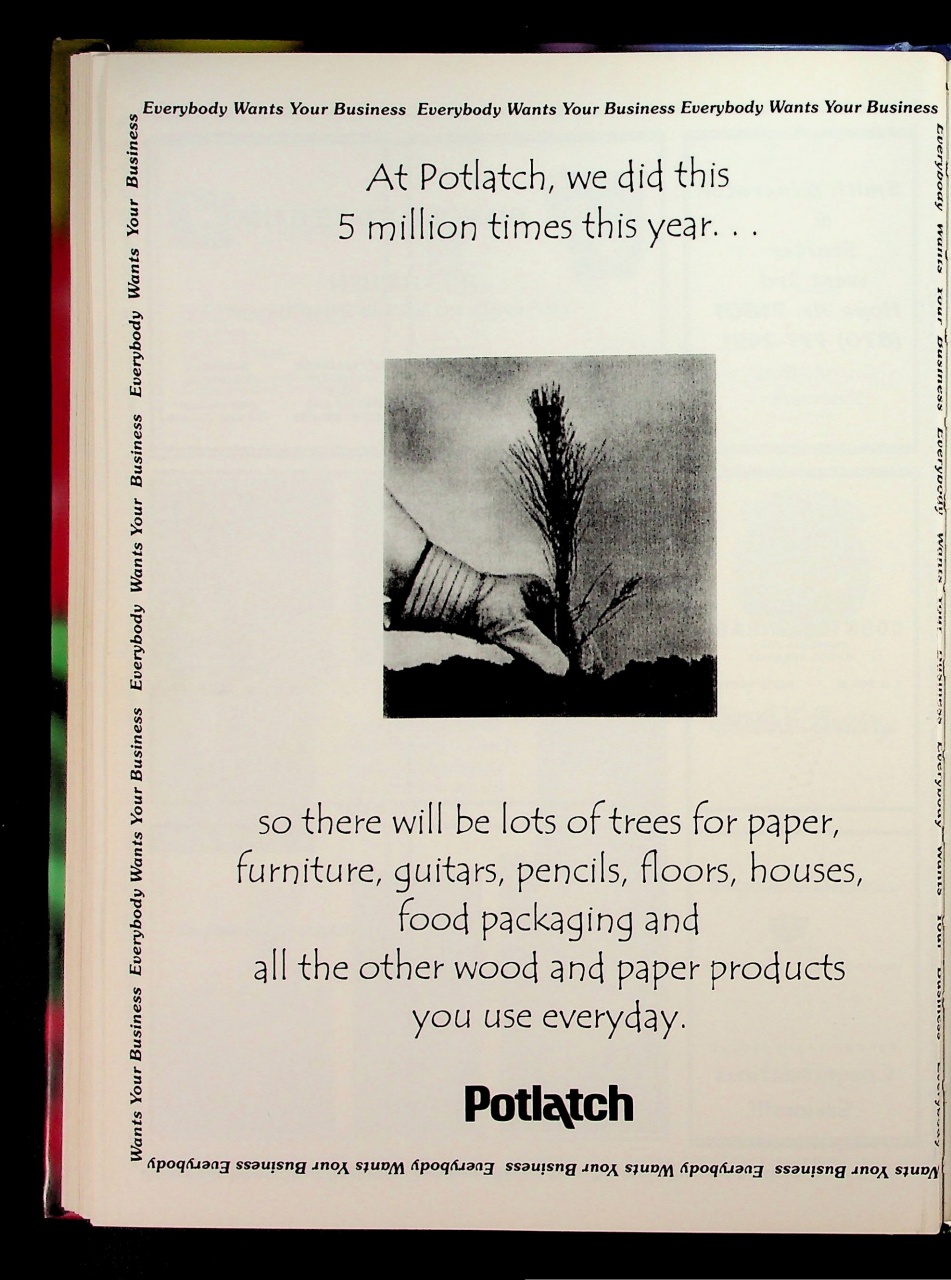 Everybody Wants Your Business Everybody Wants Your Business Everybody Wants Your Business
At Potlatch, we did this
5 million times this year. . .
so there will be lots of trees for paper,
furniture, guitars, pencils, floors, houses,
food packaging and
all the other wood and paper products
you use everyday.
Potlatch
Wants Your Business Everybody Wants Your Business Everybody Wants Your Business Everybody Wants Your Business
Everybody Wants Your Business Everybody Wants Your Business Everybody Wants Your Business Everybody
Wants Your Business Everybody Wants Your Business Everybody Wants Your Business Everybody